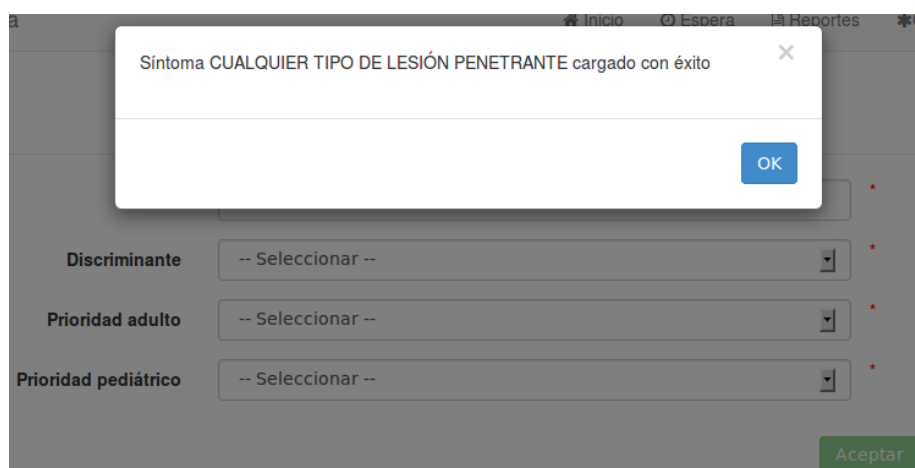 a Inicio Espera Reportes
Síntoma CUALQUIER TIPO DE LESIÓN PENETRANTE cargado con éxito ×
OK
*
Discriminante -- Seleccionar -- *
Prioridad adulto -- Seleccionar -- *
Prioridad pediátrico -- Seleccionar -- *
Aceptar